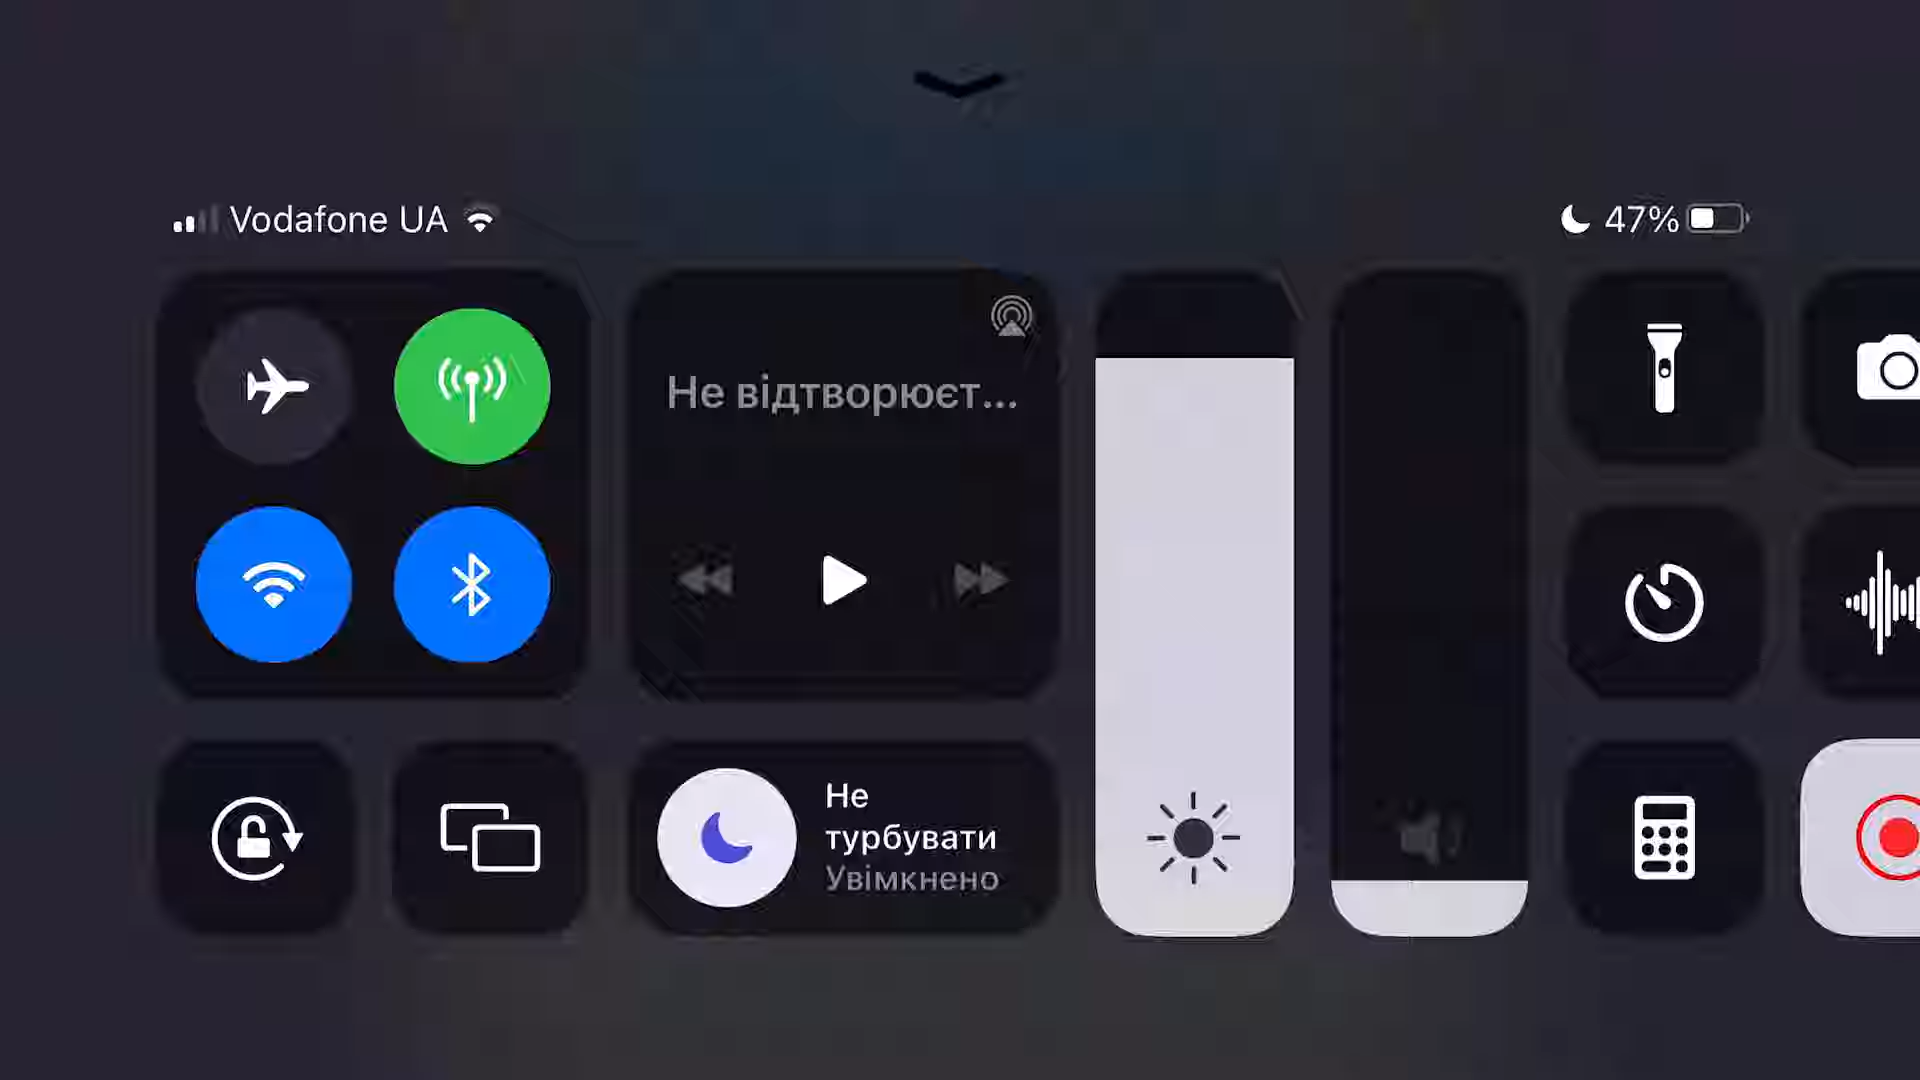 Vodafone UA
47%
Не відтворюєт...
Не
турбувати
Увімкнено